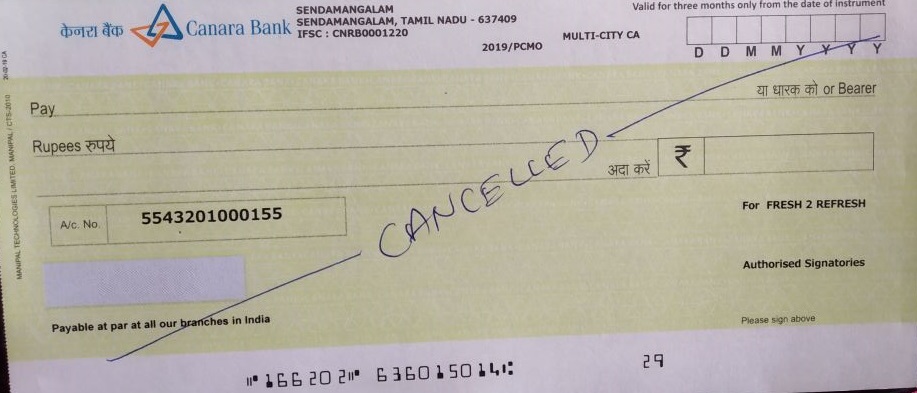 केनरा बैंक Canara Bank
SENDAMANGALAM
SENDAMANGALAM, TAMIL NADU - 637409
IFSC : CNRB0001220
2019/PCMO
MULTI-CITY CA
Valid for three months only from the date of instrument
D D M M Y Y Y Y
Pay
या धारक को or Bearer
Rupees रुपये
अदा करें ₹
CANCELLED
A/c. No. 5543201000155
For FRESH 2 REFRESH
Authorised Signatories
Payable at par at all our branches in India
Please sign above
⑈166202⑈ 636015014⑆ 29
MANIPAL TECHNOLOGIES LIMITED, MANIPAL / CTS-2010